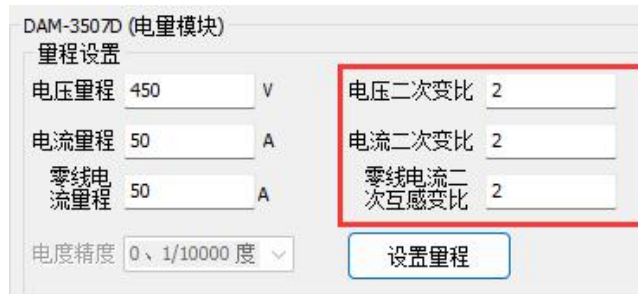 DAM-3507D (电量模块)
量程设置
电压量程 450 V 电压二次变比 2
电流量程 50 A 电流二次变比 2
零线电
流量程 50 A 零线电流二
次互感变比 2
电度精度 0、1/10000 度 设置量程